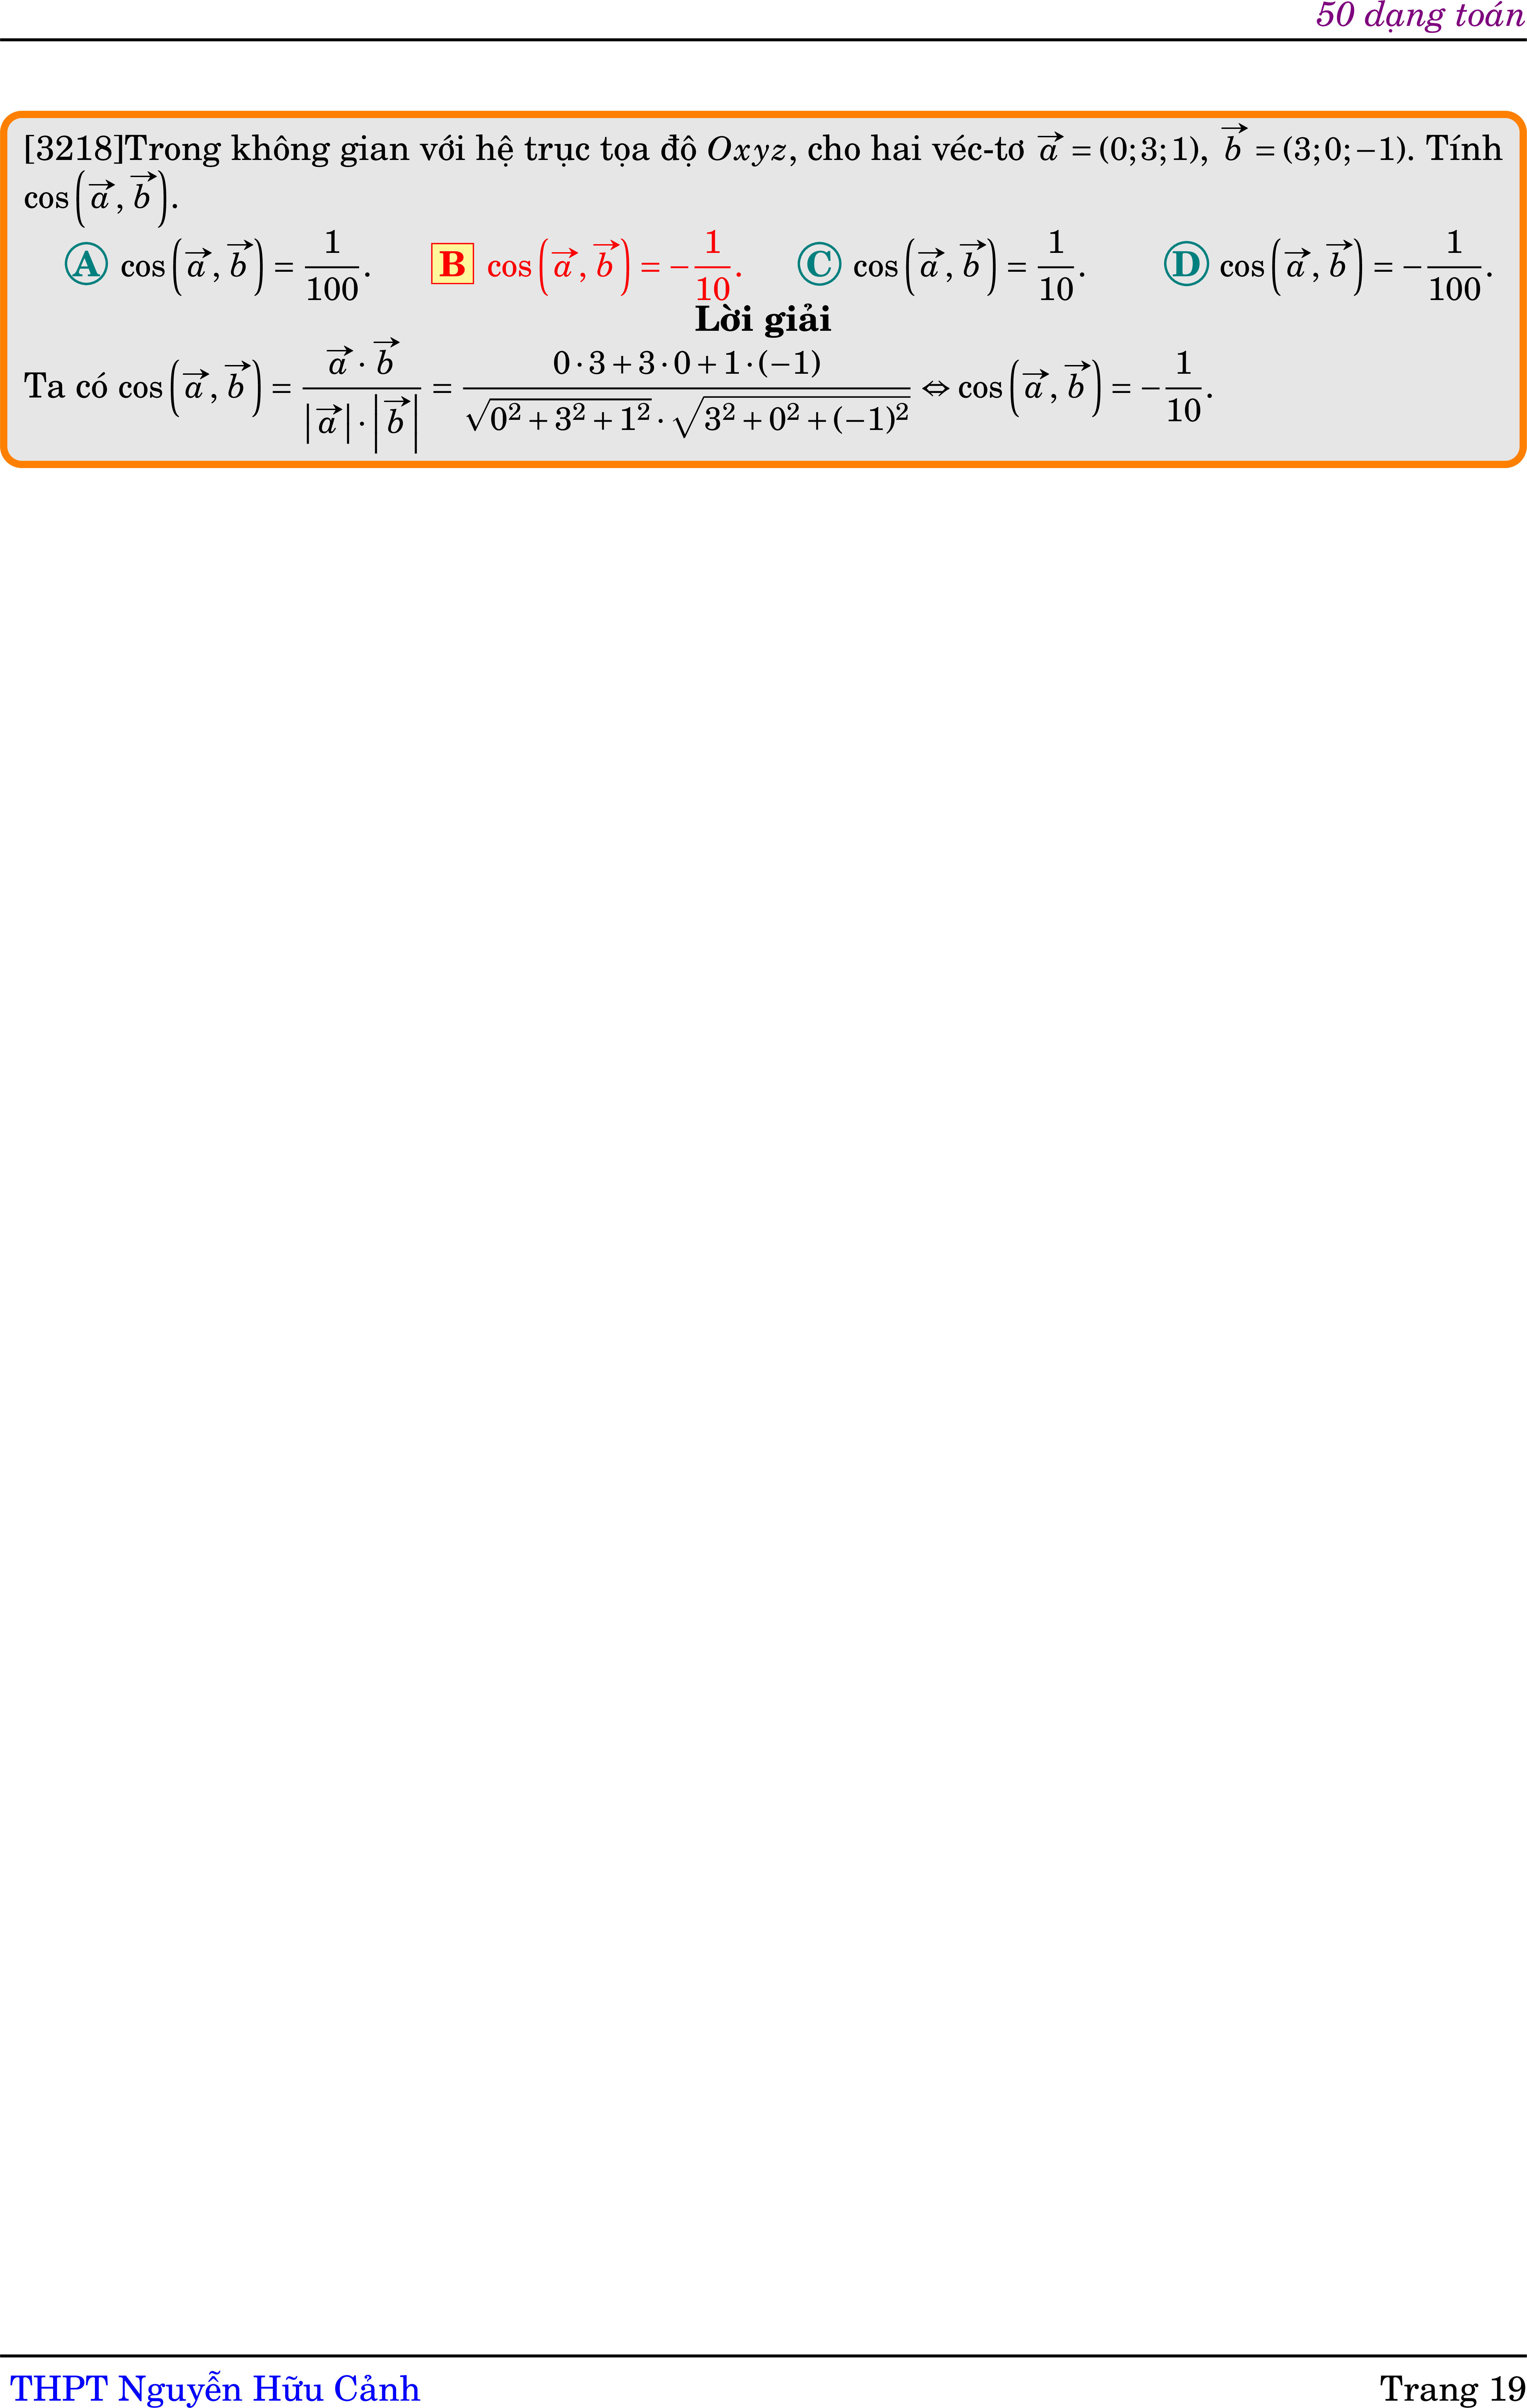 50 dạng toán
[3218]Trong không gian với hệ trục tọa độ Oxyz, cho hai véc-tơ $\vec{a} = (0;3;1)$, $\vec{b} = (3;0;-1)$. Tính
$\cos\left(\vec{a}, \vec{b}\right)$.
A $\cos\left(\vec{a}, \vec{b}\right) = \frac{1}{100}$. B $\cos\left(\vec{a}, \vec{b}\right) = -\frac{1}{10}$. C $\cos\left(\vec{a}, \vec{b}\right) = \frac{1}{10}$. D $\cos\left(\vec{a}, \vec{b}\right) = -\frac{1}{100}$.
Lời giải
Ta có $\cos\left(\vec{a}, \vec{b}\right) = \frac{\vec{a} \cdot \vec{b}}{|\vec{a}| \cdot |\vec{b}|} = \frac{0 \cdot 3 + 3 \cdot 0 + 1 \cdot (-1)}{\sqrt{0^2 + 3^2 + 1^2} \cdot \sqrt{3^2 + 0^2 + (-1)^2}} \Leftrightarrow \cos\left(\vec{a}, \vec{b}\right) = -\frac{1}{10}$.
THPT Nguyễn Hữu Cảnh Trang 19